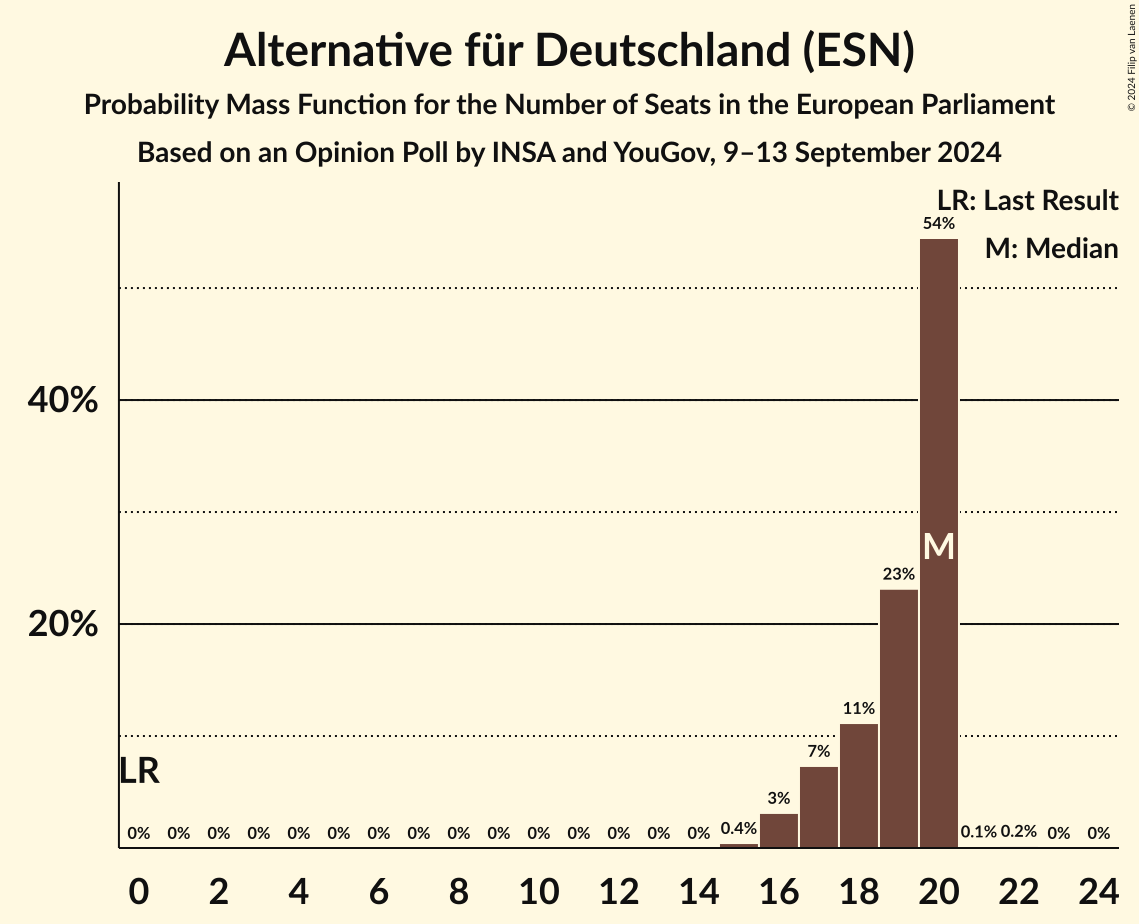 Alternative für Deutschland (ESN)
Probability Mass Function for the Number of Seats in the European Parliament
Based on an Opinion Poll by INSA and YouGov, 9–13 September 2024
© 2024 Filip van Laenen
LR: Last Result
M: Median
54%
40%
M
23%
20%
11%
7%
LR
3%
0% 0% 0% 0% 0% 0% 0% 0% 0% 0% 0% 0% 0% 0% 0% 0.4% 0.1% 0.2% 0% 0%
0 2 4 6 8 10 12 14 16 18 20 22 24